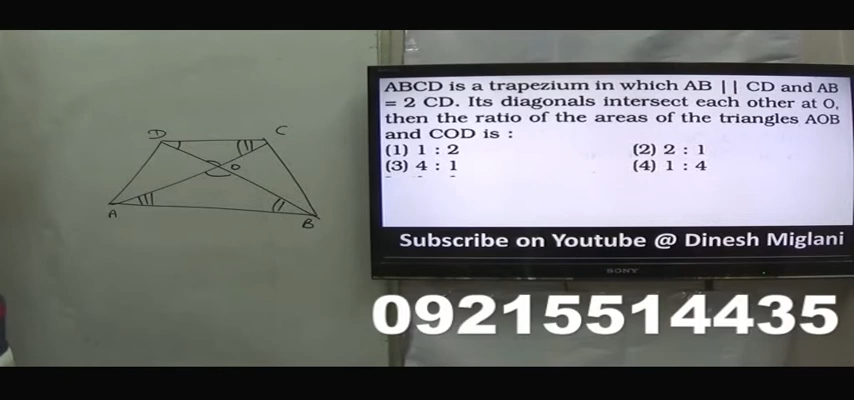 D
C
O
A
B
ABCD is a trapezium in which AB || CD and AB
= 2 CD. Its diagonals intersect each other at O,
then the ratio of the areas of the triangles AOB
and COD is :
(1) 1 : 2 (2) 2 : 1
(3) 4 : 1 (4) 1 : 4
Subscribe on Youtube @ Dinesh Miglani
SONY
09215514435